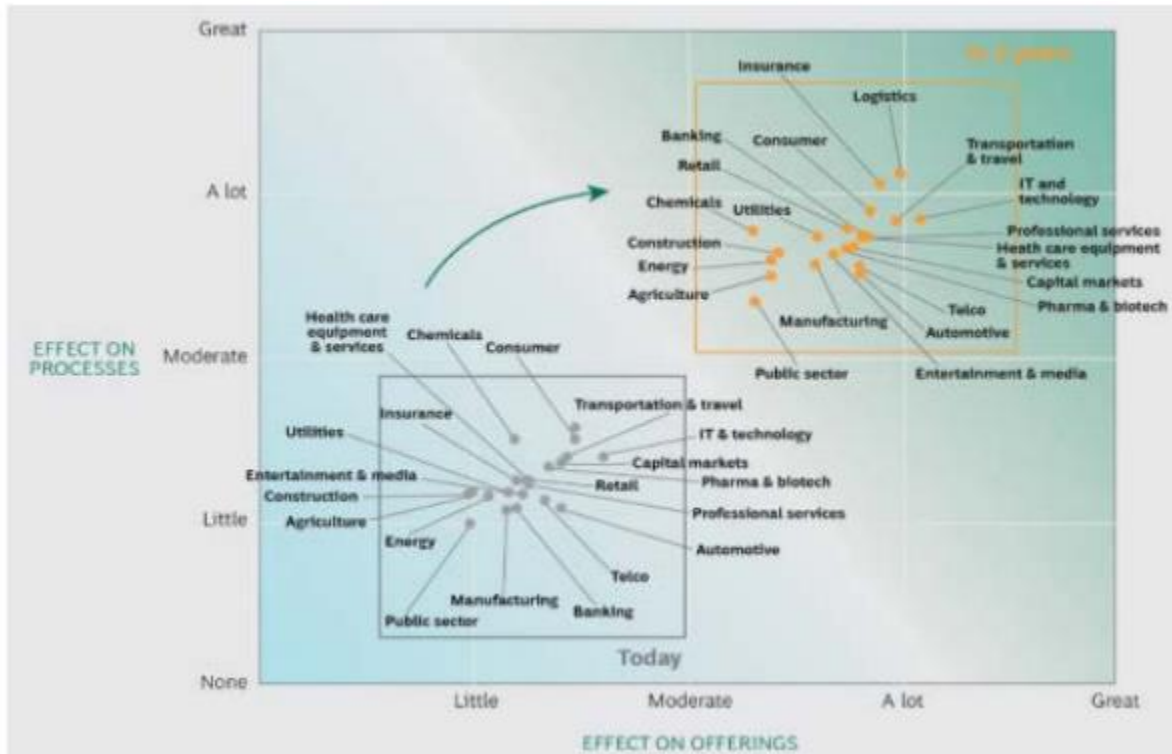 Great
Insurance
Logistics
Banking
Consumer
Transportation
& travel
Retail
A lot
IT and
technology
Chemicals
Utilities
Professional services
Construction
Heath care equipment
& services
Energy
Capital markets
Agriculture
Pharma & biotech
Manufacturing
Telco
Automotive
Health care
equipment
& services
Chemicals
Consumer
EFFECT ON
PROCESSES
Moderate
Public sector
Entertainment & media
Insurance
Transportation & travel
Utilities
IT & technology
Capital markets
Entertainment & media
Retail
Pharma & biotech
Construction
Agriculture
Little
Professional services
Energy
Automotive
Telco
Manufacturing
Banking
Public sector
Today
None
Little
Moderate
A lot
Great
EFFECT ON OFFERINGS